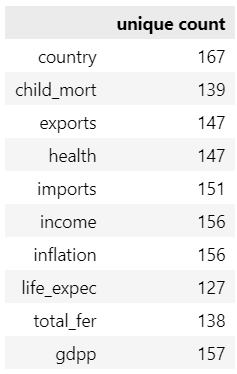 unique count
country 167
child_mort 139
exports 147
health 147
imports 151
income 156
inflation 156
life_expec 127
total_fer 138
gdpp 157